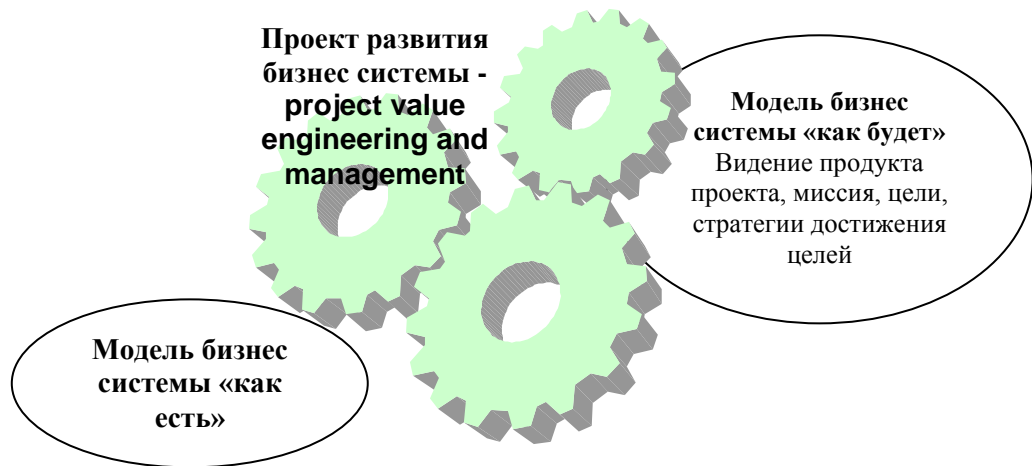 Проект развития
бизнес системы -
project value
engineering and
management
Модель бизнес
системы «как будет»
Видение продукта
проекта, миссия, цели,
стратегии достижения
целей
Модель бизнес
системы «как
есть»